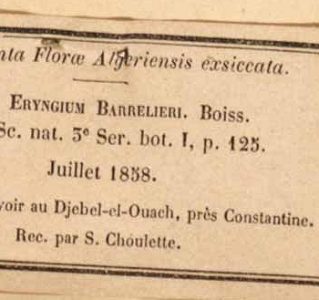 nta Floræ Algeriensis exsiccata.
ERYNGIUM BARRELIERI. Boiss.
Sc. nat. 3e Ser. bot. I, p. 125.
Juillet 1858.
voir au Djebel-el-Ouach, près Constantine.
Rec. par S. Choulette.